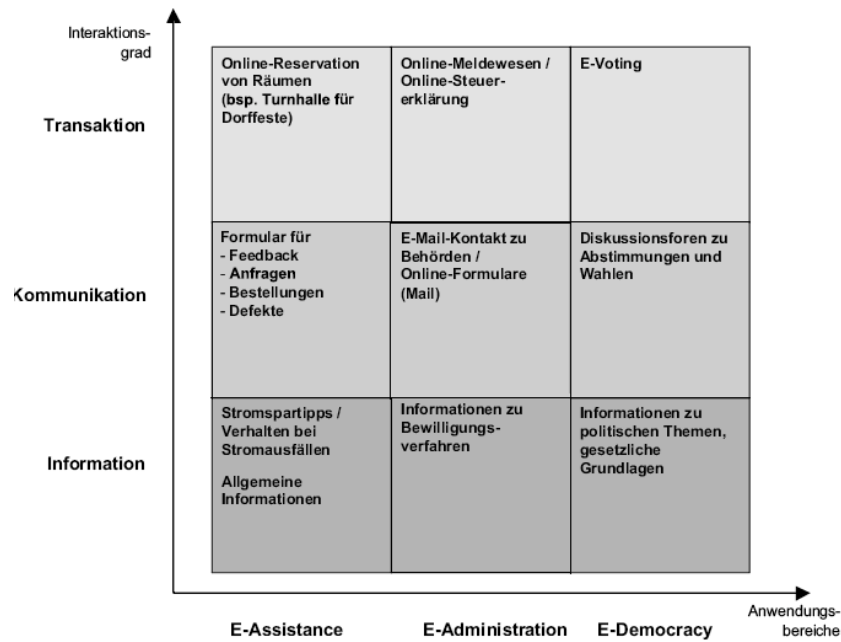 Interaktions-
grad
Transaktion
Online-Reservation
von Räumen
(bsp. Turnhalle für
Dorffeste)
Online-Meldewesen /
Online-Steuer-
erklärung
E-Voting
Kommunikation
Formular für
- Feedback
- Anfragen
- Bestellungen
- Defekte
E-Mail-Kontakt zu
Behörden /
Online-Formulare
(Mail)
Diskussionsforen zu
Abstimmungen und
Wahlen
Information
Stromspartipps /
Verhalten bei
Stromausfällen
Allgemeine
Informationen
Informationen zu
Bewilligungs-
verfahren
Informationen zu
politischen Themen,
gesetzliche
Grundlagen
Anwendungs-
bereiche
E-Assistance
E-Administration
E-Democracy